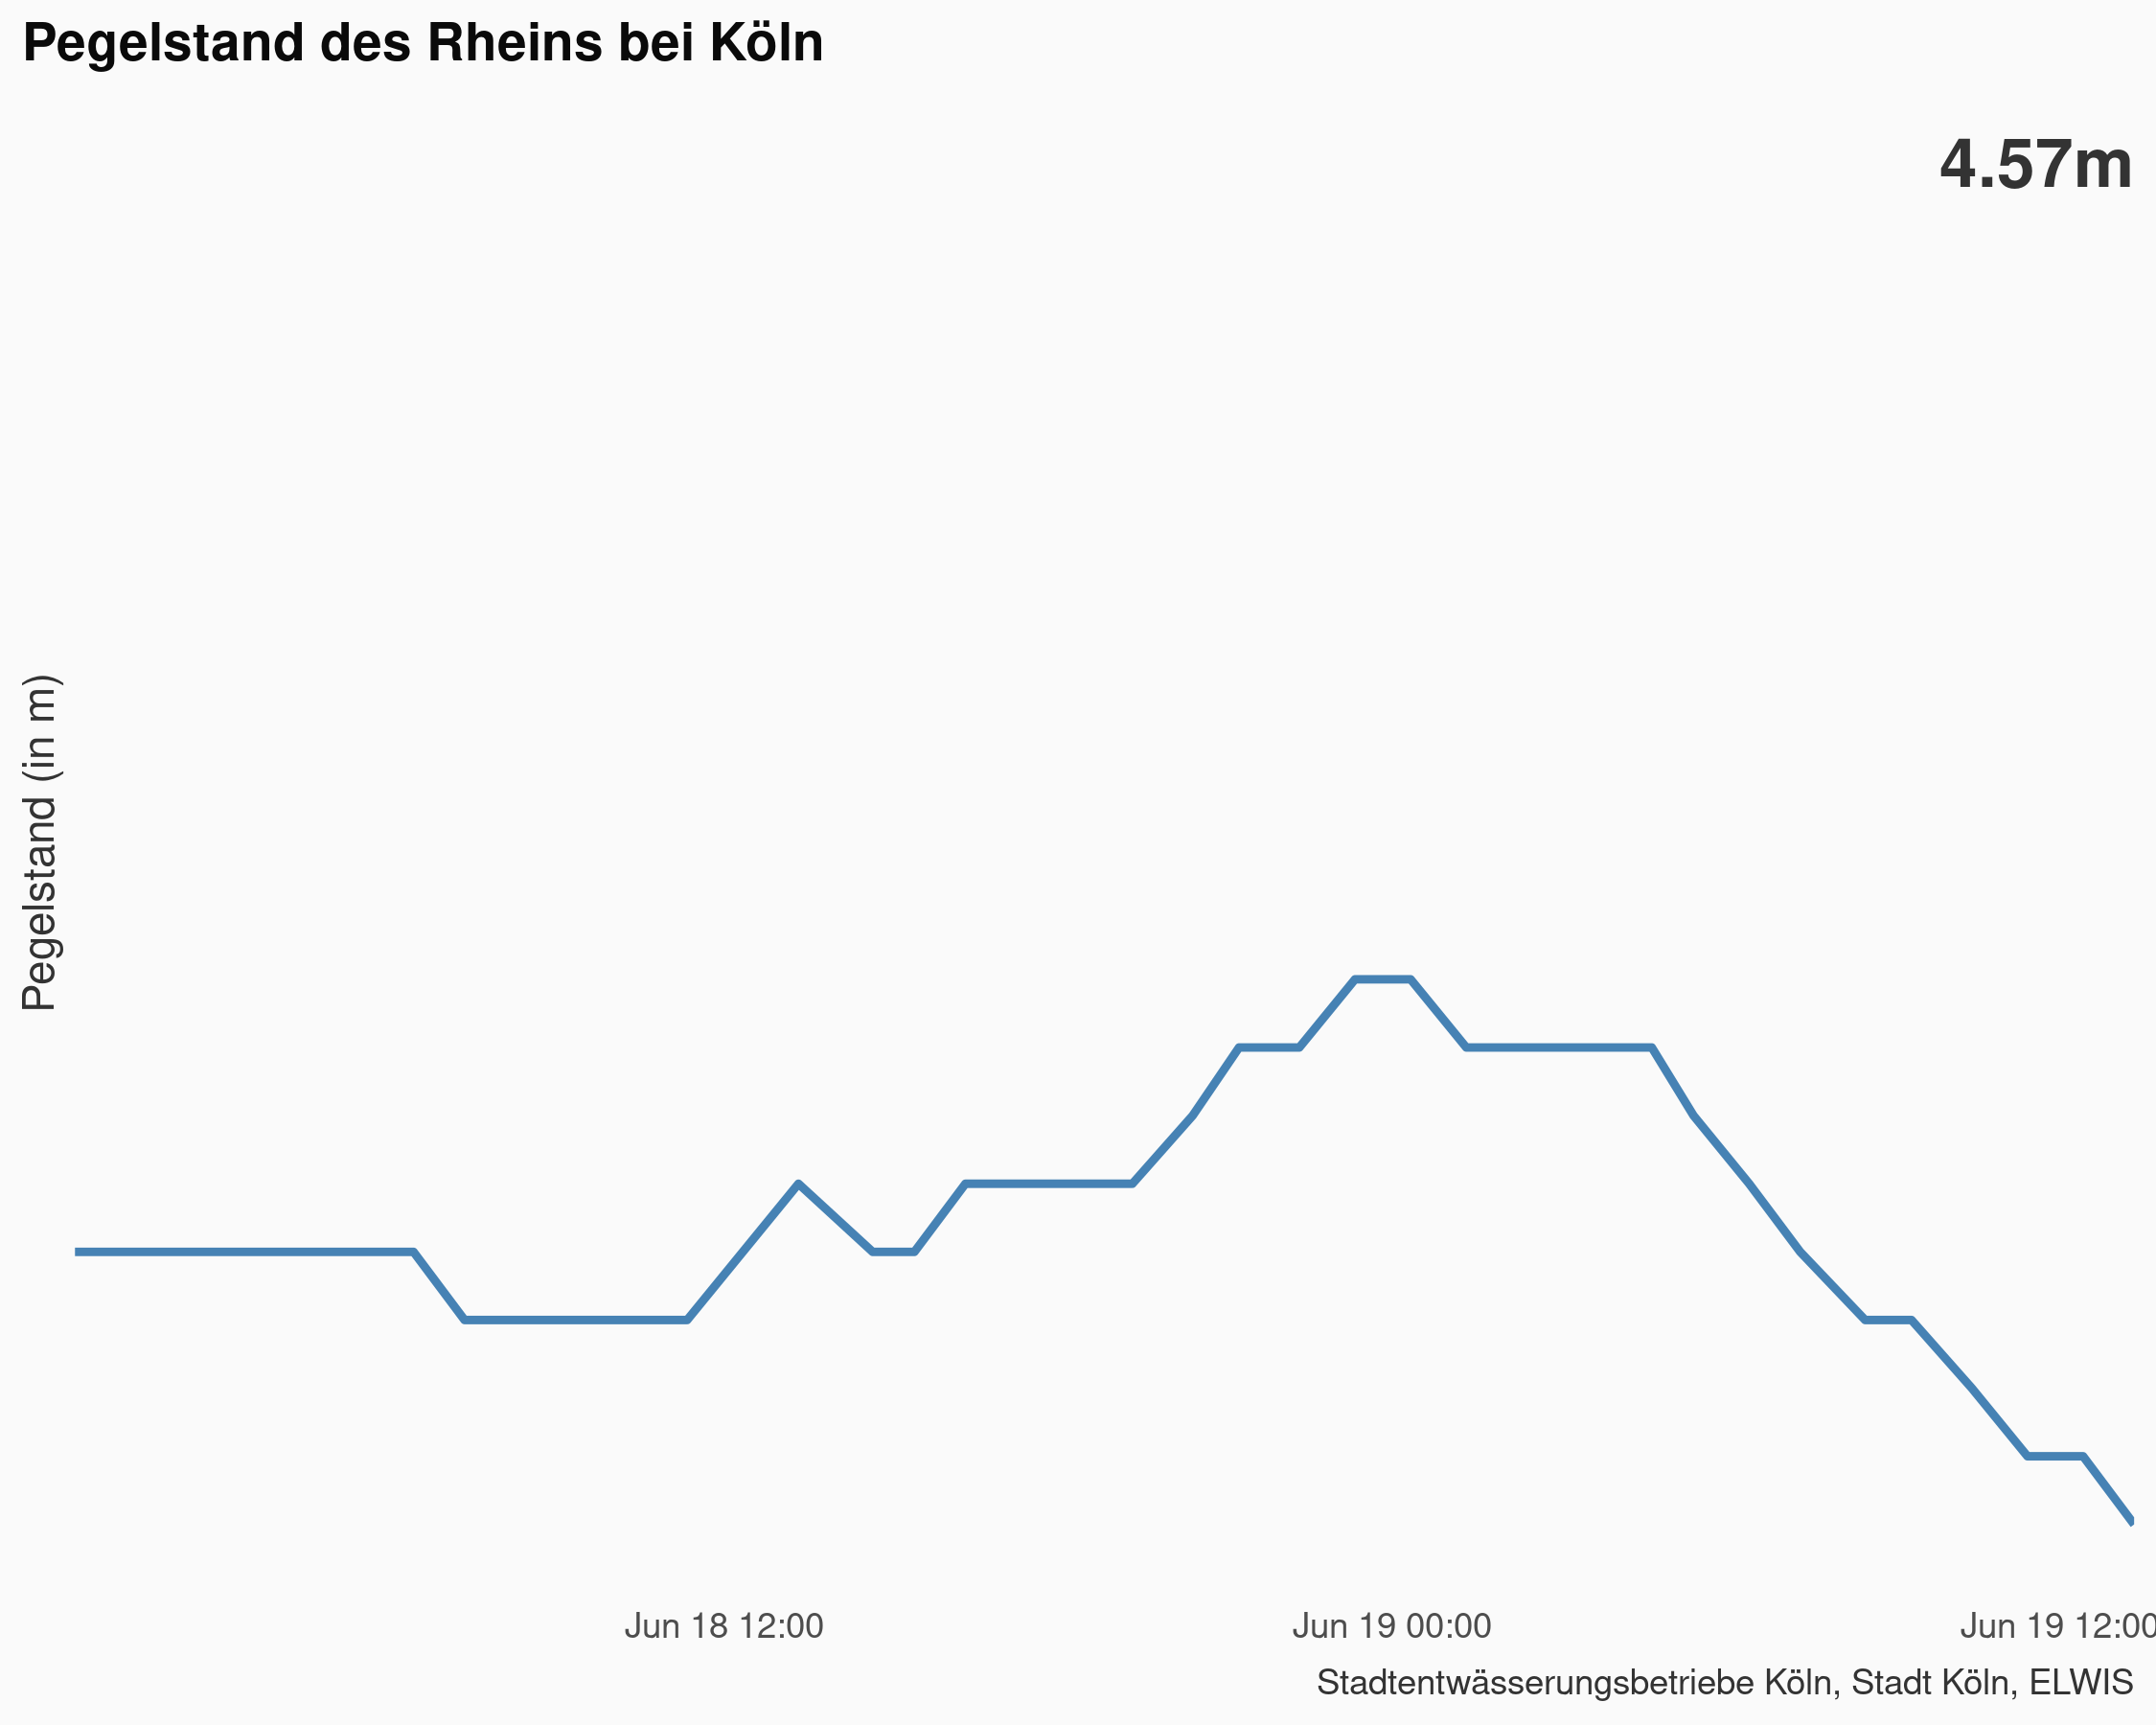 Pegelstand des Rheins bei Köln
4.57m
Pegelstand (in m)
Jun 18 12:00
Jun 19 00:00
Jun 19 12:00
Stadtentwässerungsbetriebe Köln, Stadt Köln, ELWIS